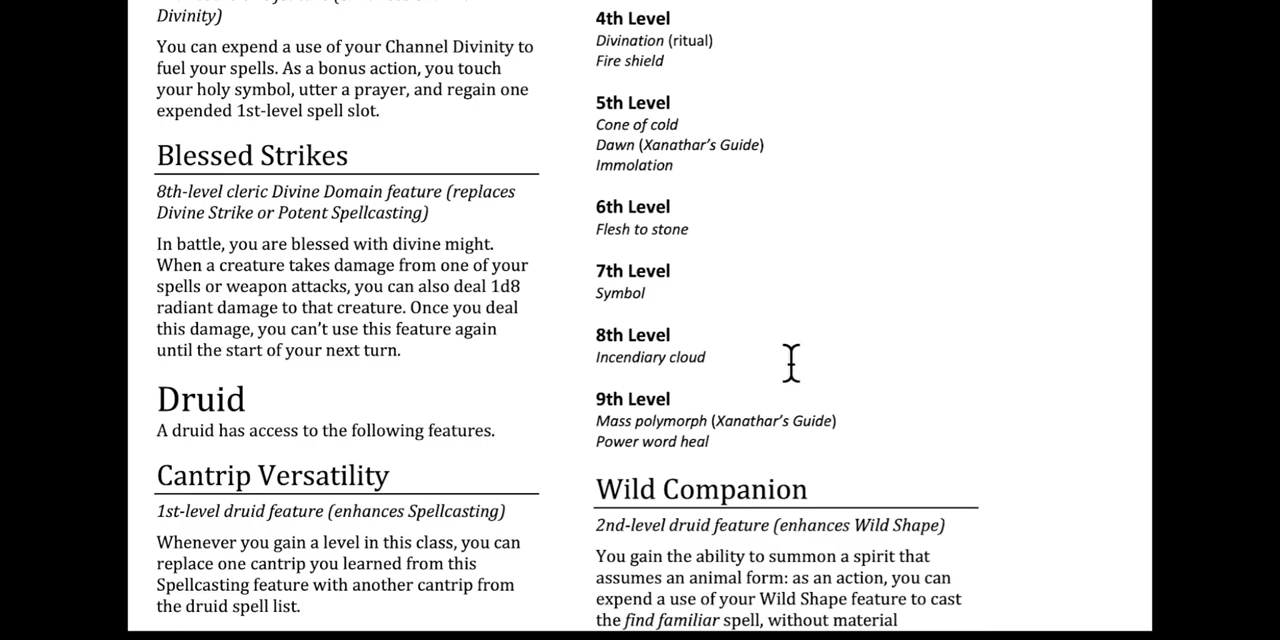 Divinity)
You can expend a use of your Channel Divinity to
fuel your spells. As a bonus action, you touch
your holy symbol, utter a prayer, and regain one
expended 1st-level spell slot.
Blessed Strikes
8th-level cleric Divine Domain feature (replaces
Divine Strike or Potent Spellcasting)
In battle, you are blessed with divine might.
When a creature takes damage from one of your
spells or weapon attacks, you can also deal 1d8
radiant damage to that creature. Once you deal
this damage, you can’t use this feature again
until the start of your next turn.
Druid
A druid has access to the following features.
Cantrip Versatility
1st-level druid feature (enhances Spellcasting)
Whenever you gain a level in this class, you can
replace one cantrip you learned from this
Spellcasting feature with another cantrip from
the druid spell list.
4th Level
Divination (ritual)
Fire shield
5th Level
Cone of cold
Dawn (Xanathar’s Guide)
Immolation
6th Level
Flesh to stone
7th Level
Symbol
8th Level
Incendiary cloud
9th Level
Mass polymorph (Xanathar’s Guide)
Power word heal
Wild Companion
2nd-level druid feature (enhances Wild Shape)
You gain the ability to summon a spirit that
assumes an animal form: as an action, you can
expend a use of your Wild Shape feature to cast
the find familiar spell, without material